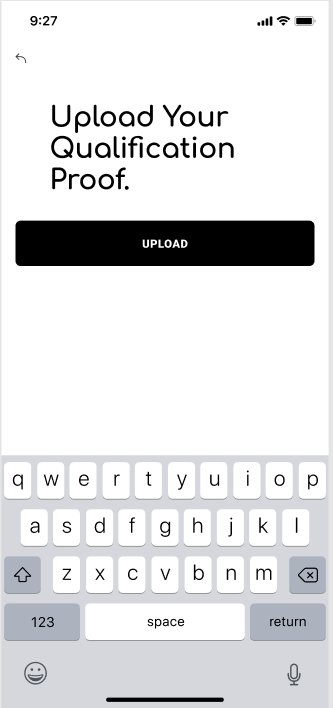 9:27
Upload Your
Qualification
Proof.
UPLOAD
q w e r t y u i o p
a s d f g h j k l
z x c v b n m
123 space return